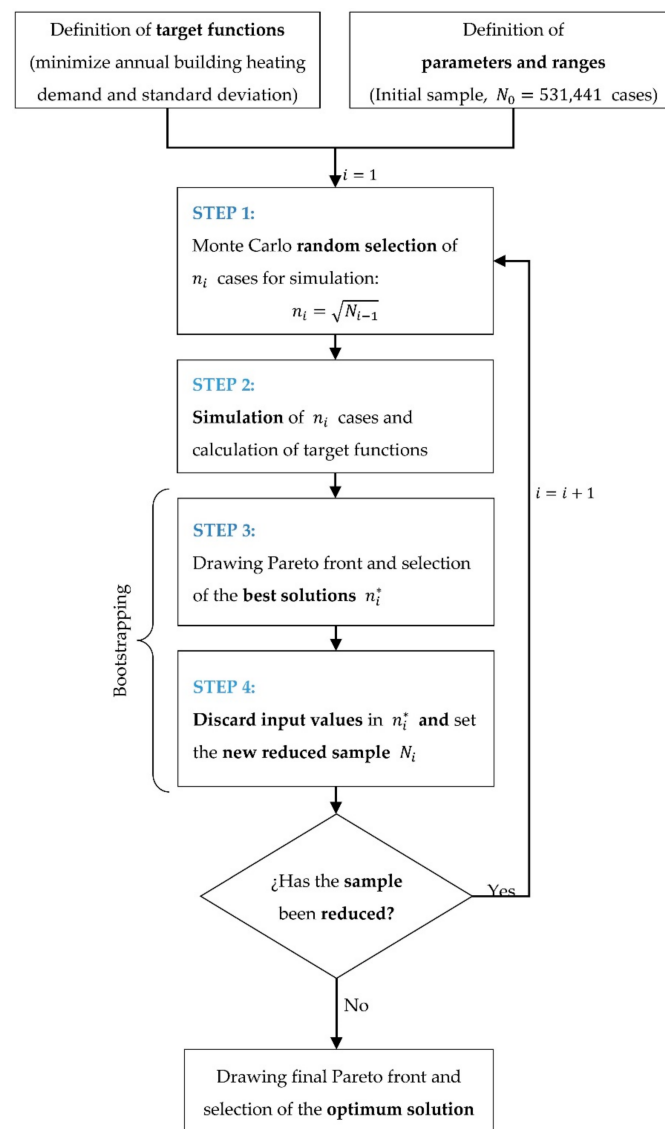 Definition of target functions
(minimize annual building heating
demand and standard deviation)
Definition of
parameters and ranges
(Initial sample, N₀ = 531,441 cases)
i = 1
STEP 1:
Monte Carlo random selection of
nᵢ cases for simulation:
nᵢ = √Nᵢ₋₁
STEP 2:
Simulation of nᵢ cases and
calculation of target functions
i = i + 1
Bootstrapping
STEP 3:
Drawing Pareto front and selection
of the best solutions nᵢ*
STEP 4:
Discard input values in nᵢ* and set
the new reduced sample Nᵢ
¿Has the sample
been reduced?
Yes
No
Drawing final Pareto front and
selection of the optimum solution